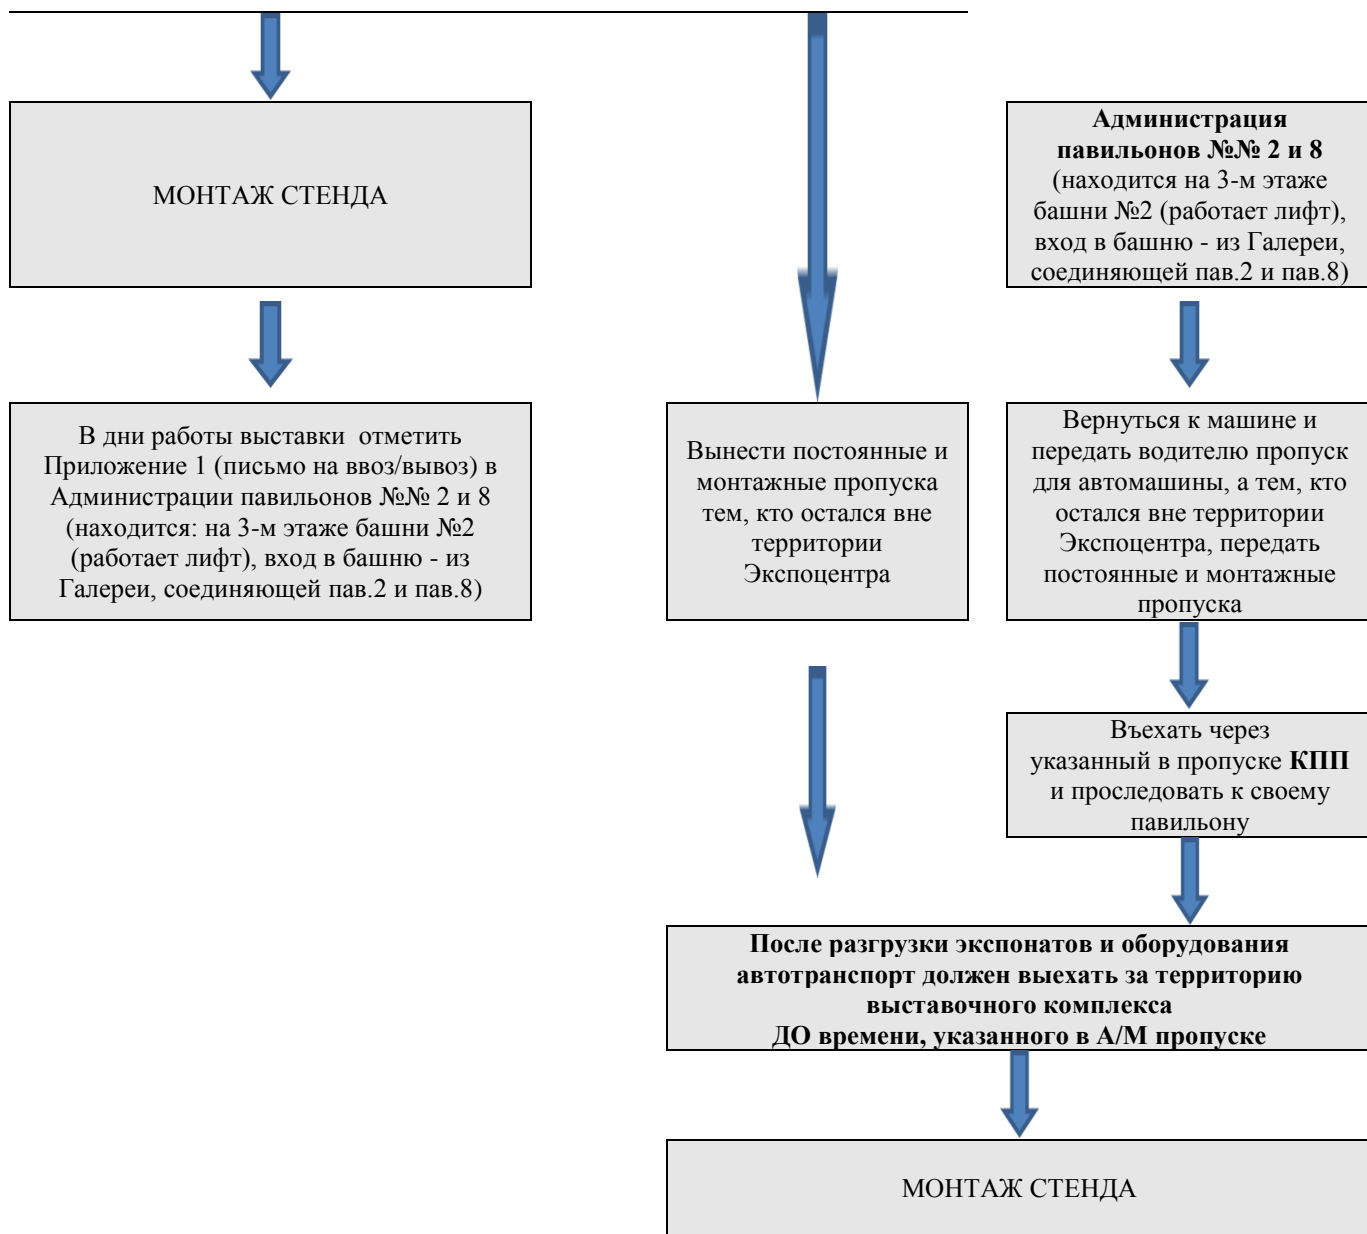 МОНТАЖ СТЕНДА
Администрация
павильонов №№ 2 и 8
(находится на 3-м этаже
башни №2 (работает лифт),
вход в башню - из Галереи,
соединяющей пав.2 и пав.8)
В дни работы выставки отметить
Приложение 1 (письмо на ввоз/вывоз) в
Администрации павильонов №№ 2 и 8
(находится: на 3-м этаже башни №2
(работает лифт), вход в башню - из
Галереи, соединяющей пав.2 и пав.8)
Вынести постоянные и
монтажные пропуска
тем, кто остался вне
территории
Экспоцентра
Вернуться к машине и
передать водителю пропуск
для автомашины, а тем, кто
остался вне территории
Экспоцентра, передать
постоянные и монтажные
пропуска
Въехать через
указанный в пропуске КПП
и проследовать к своему
павильону
После разгрузки экспонатов и оборудования
автотранспорт должен выехать за территорию
выставочного комплекса
ДО времени, указанного в А/М пропуске
МОНТАЖ СТЕНДА